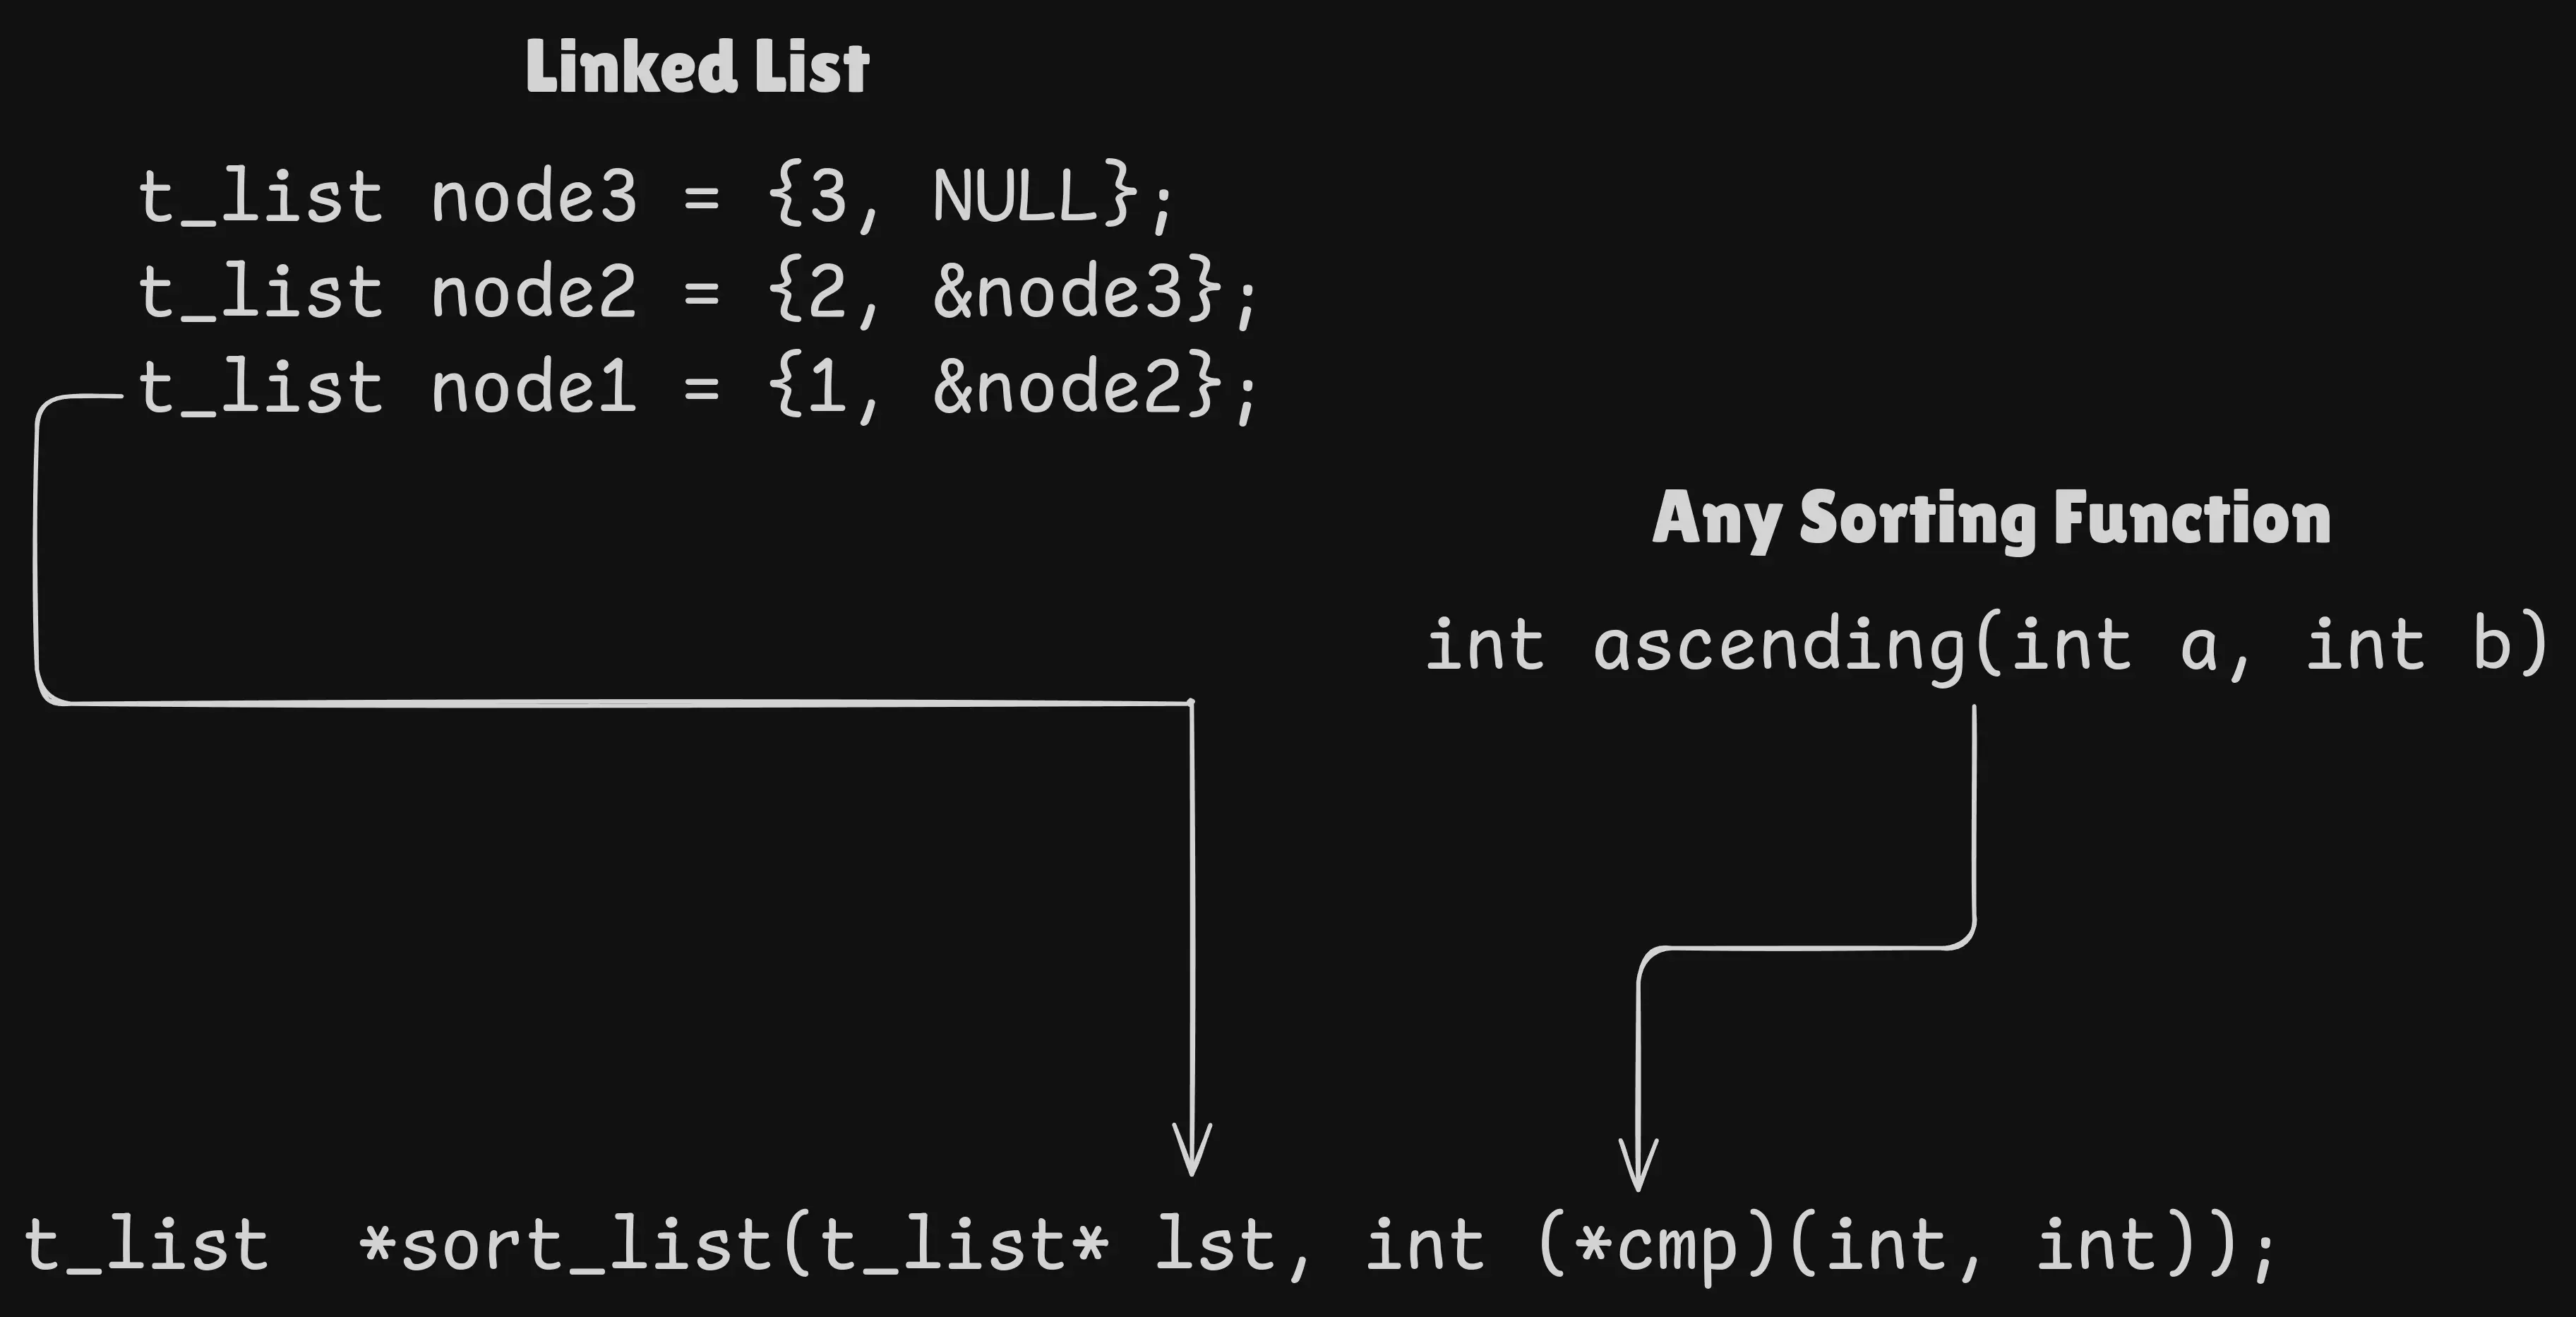 Linked List
t_list node3 = {3, NULL};
t_list node2 = {2, &node3};
t_list node1 = {1, &node2};
Any Sorting Function
int ascending(int a, int b)
t_list  *sort_list(t_list* lst, int (*cmp)(int, int));